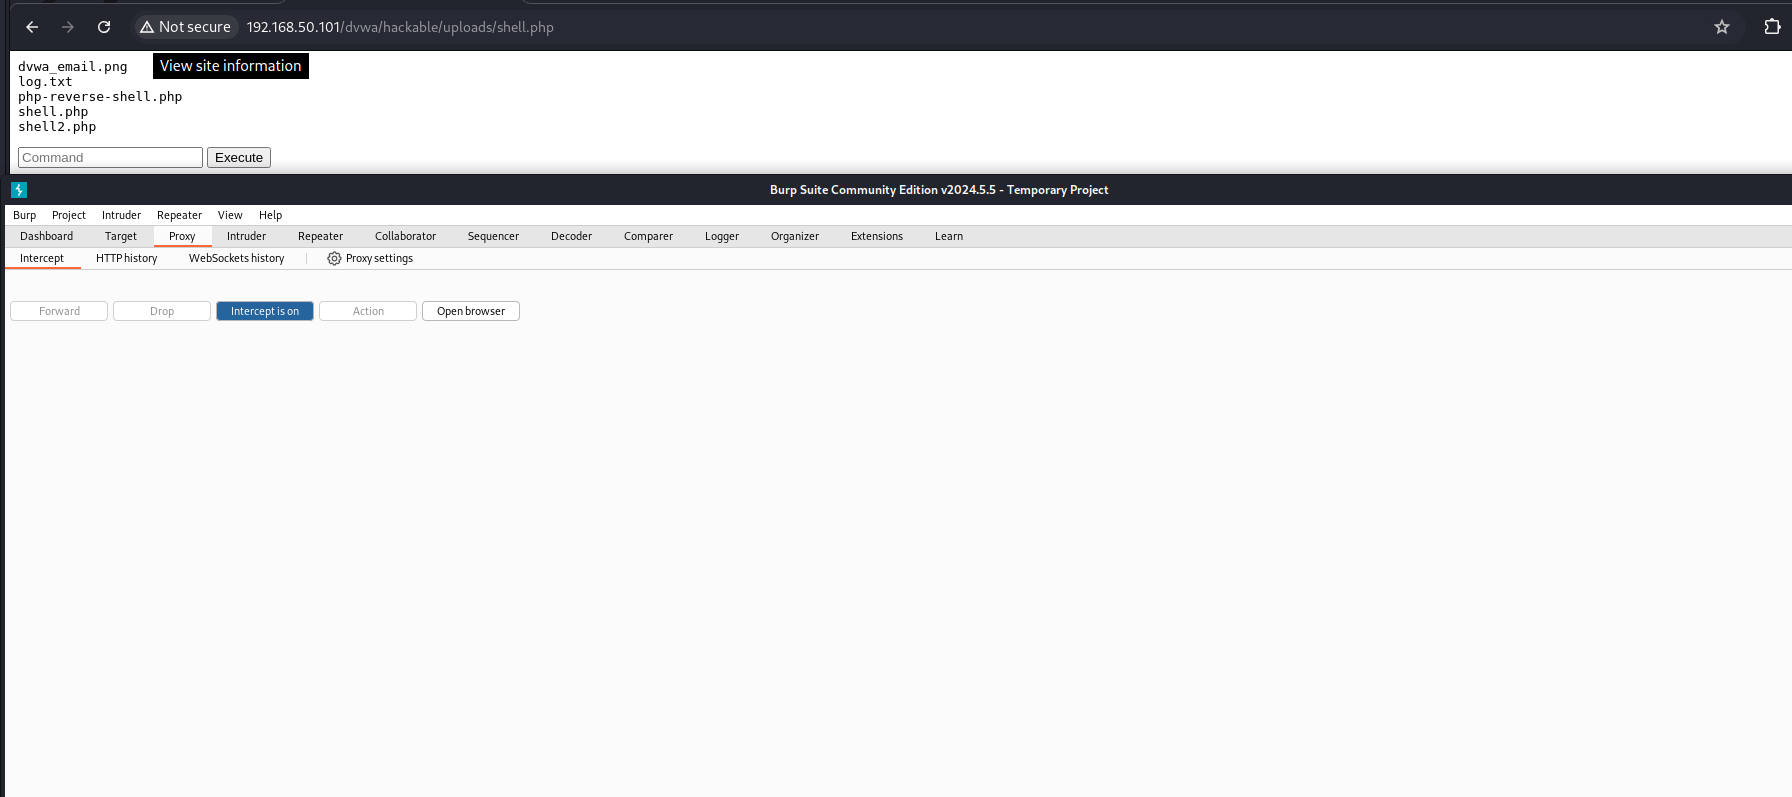 Not secure 192.168.50.101/dvwa/hackable/uploads/shell.php
dvwa_email.png View site information
log.txt
php-reverse-shell.php
shell.php
shell2.php
Command Execute
Burp Suite Community Edition v2024.5.5 - Temporary Project
Burp Project Intruder Repeater View Help
Dashboard Target Proxy Intruder Repeater Collaborator Sequencer Decoder Comparer Logger Organizer Extensions Learn
Intercept HTTP history WebSockets history Proxy settings
Forward Drop Intercept is on Action Open browser